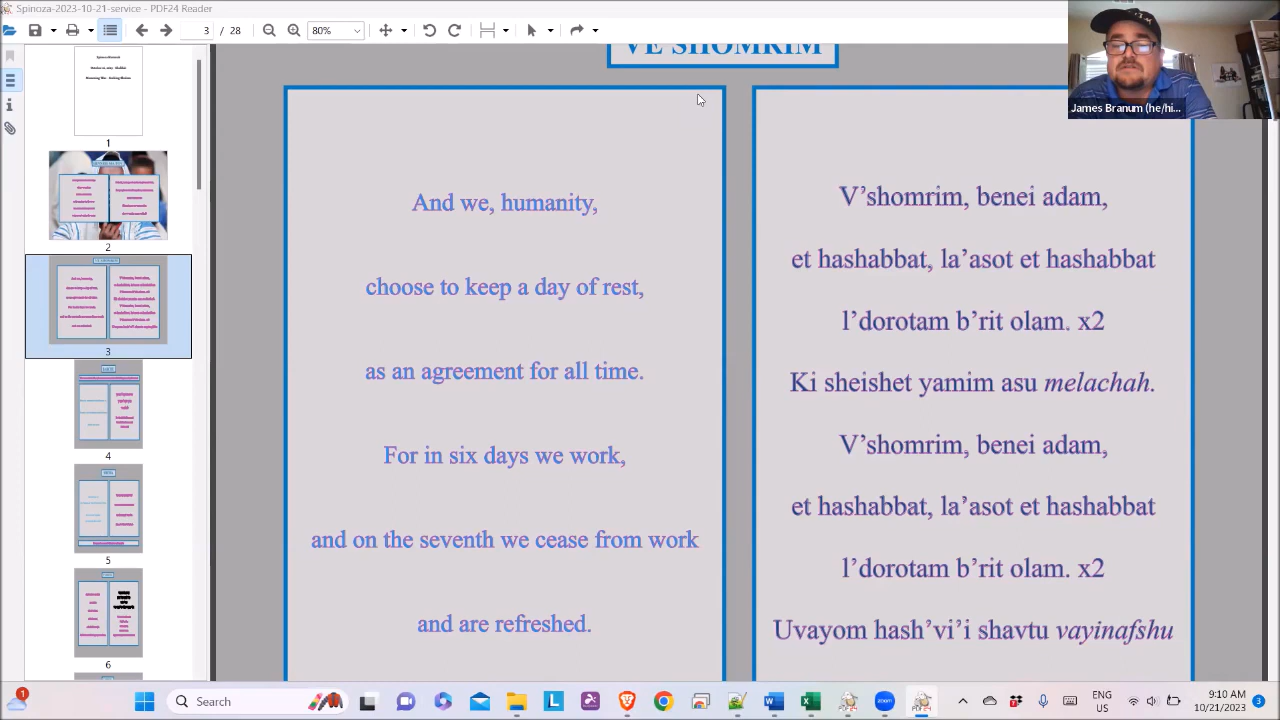 Spinoza-2023-10-21-service - PDF24 Reader
3 / 28
80%
VE SHOMRIM
And we, humanity,
choose to keep a day of rest,
as an agreement for all time.
For in six days we work,
and on the seventh we cease from work
and are refreshed.
V’shomrim, benei adam,
et hashabbat, la’asot et hashabbat
l’dorotam b’rit olam. x2
Ki sheishet yamim asu melachah.
V’shomrim, benei adam,
et hashabbat, la’asot et hashabbat
l’dorotam b’rit olam. x2
Uvayom hash’vi’i shavtu vayinafshu
James Branum (he/hi...
1
2
3
4
5
6
1
Search
ENG
US
9:10 AM
10/21/2023
3